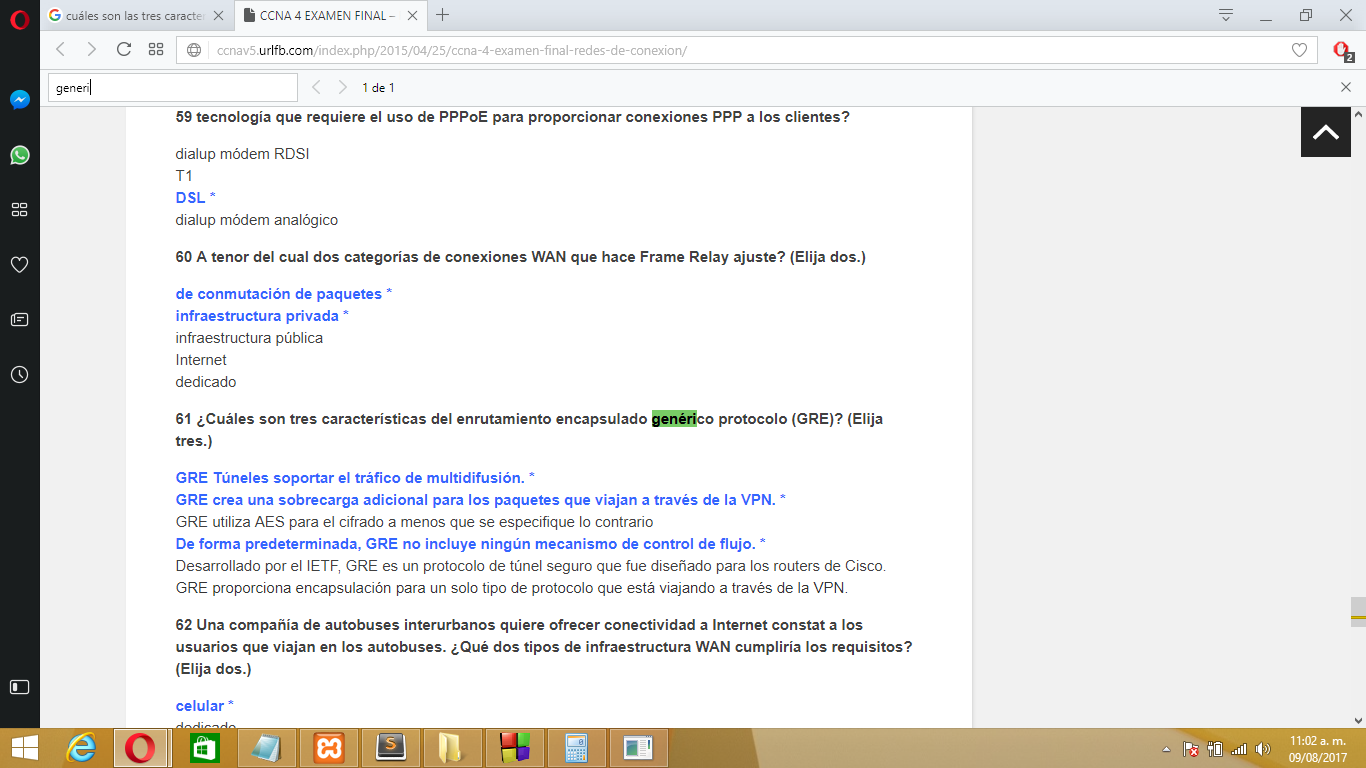 cuáles son las tres caracte
CCNA 4 EXAMEN FINAL –
ccnav5.urlfb.com/index.php/2015/04/25/ccna-4-examen-final-redes-de-conexion/
2
generi
1 de 1
59 tecnología que requiere el uso de PPPoE para proporcionar conexiones PPP a los clientes?
dialup módem RDSI
T1
DSL *
dialup módem analógico
60 A tenor del cual dos categorías de conexiones WAN que hace Frame Relay ajuste? (Elija dos.)
de conmutación de paquetes *
infraestructura privada *
infraestructura pública
Internet
dedicado
61 ¿Cuáles son tres características del enrutamiento encapsulado genérico protocolo (GRE)? (Elija
tres.)
GRE Túneles soportar el tráfico de multidifusión. *
GRE crea una sobrecarga adicional para los paquetes que viajan a través de la VPN. *
GRE utiliza AES para el cifrado a menos que se especifique lo contrario
De forma predeterminada, GRE no incluye ningún mecanismo de control de flujo. *
Desarrollado por el IETF, GRE es un protocolo de túnel seguro que fue diseñado para los routers de Cisco.
GRE proporciona encapsulación para un solo tipo de protocolo que está viajando a través de la VPN.
62 Una compañía de autobuses interurbanos quiere ofrecer conectividad a Internet constat a los
usuarios que viajan en los autobuses. ¿Qué dos tipos de infraestructura WAN cumpliría los requisitos?
(Elija dos.)
celular *
dedicado
11:02 a. m.
09/08/2017